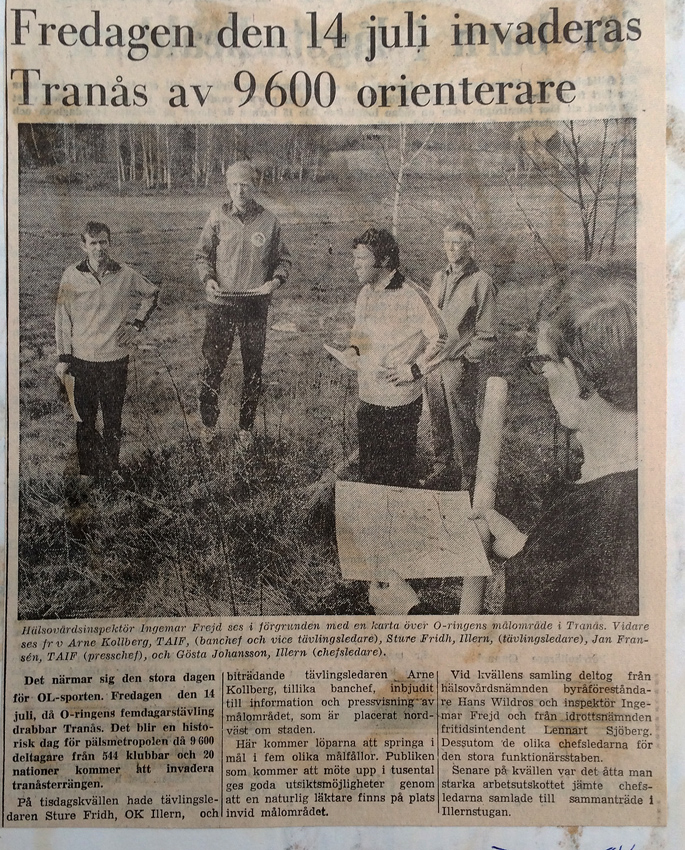 Fredagen den 14 juli invaderas
Tranås av 9600 orienterare
Hälsovårdsinspektör Ingemar Frejd ses i förgrunden med en karta över O-ringens målområde i Tranås. Vidare
ses fr v Arne Kollberg, TAIF, (banchef och vice tävlingsledare), Sture Fridh, Illern, (tävlingsledare), Jan Fran-
sén, TAIF (presschef), och Gösta Johansson, Illern (chefsledare).
Det närmar sig den stora dagen
för OL-sporten. Fredagen den 14
juli, då O-ringens femdagarstävling
drabbar Tranås. Det blir en histo-
risk dag för pälsmetropolen då 9 600
deltagare från 544 klubbar och 20
nationer kommer att invadera
tranåsterrängen.
På tisdagskvällen hade tävlingsle-
daren Sture Fridh, OK Illern, och
biträdande tävlingsledaren Arne
Kollberg, tillika banchef, inbjudit
till information och pressvisning av
målområdet, som är placerat nord-
väst om staden.
Här kommer löparna att springa i
mål i fem olika målfållor. Publiken
som kommer att möte upp i tusental
ges goda utsiktsmöjligheter genom
att en naturlig läktare finns på plats
invid målområdet.
Vid kvällens samling deltog från
hälsovårdsnämnden byråförestånda-
re Hans Wildros och inspektör Inge-
mar Frejd och från idrottsnämnden
fritidsintendent Lennart Sjöberg.
Dessutom de olika chefsledarna för
den stora funktionärsstaben.
Senare på kvällen var det åtta man
starka arbetsutskottet jämte chefs-
ledarna samlade till sammanträde i
Illernstugan.